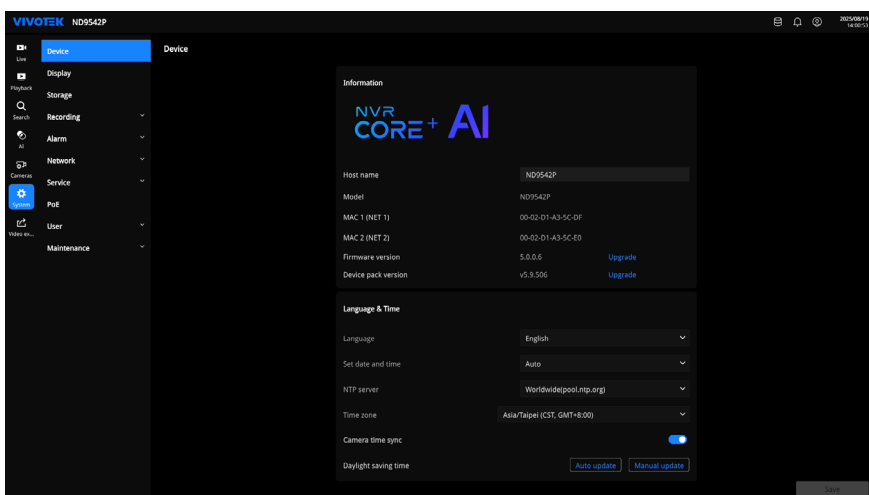 VIVOTEK ND9542P
2025/08/19
14:00:53
Live
Playback
Search
AI
Cameras
System
Video ex...
Device
Display
Storage
Recording
Alarm
Network
Service
PoE
User
Maintenance
Device
Information
NVR
CORE+ AI
Host name ND9542P
Model ND9542P
MAC 1 (NET 1) 00-02-D1-A3-5C-DF
MAC 2 (NET 2) 00-02-D1-A3-5C-E0
Firmware version 5.0.0.6 Upgrade
Device pack version v5.9.506 Upgrade
Language & Time
Language English
Set date and time Auto
NTP server Worldwide(pool.ntp.org)
Time zone Asia/Taipei (CST, GMT+8:00)
Camera time sync
Daylight saving time Auto update Manual update
Save